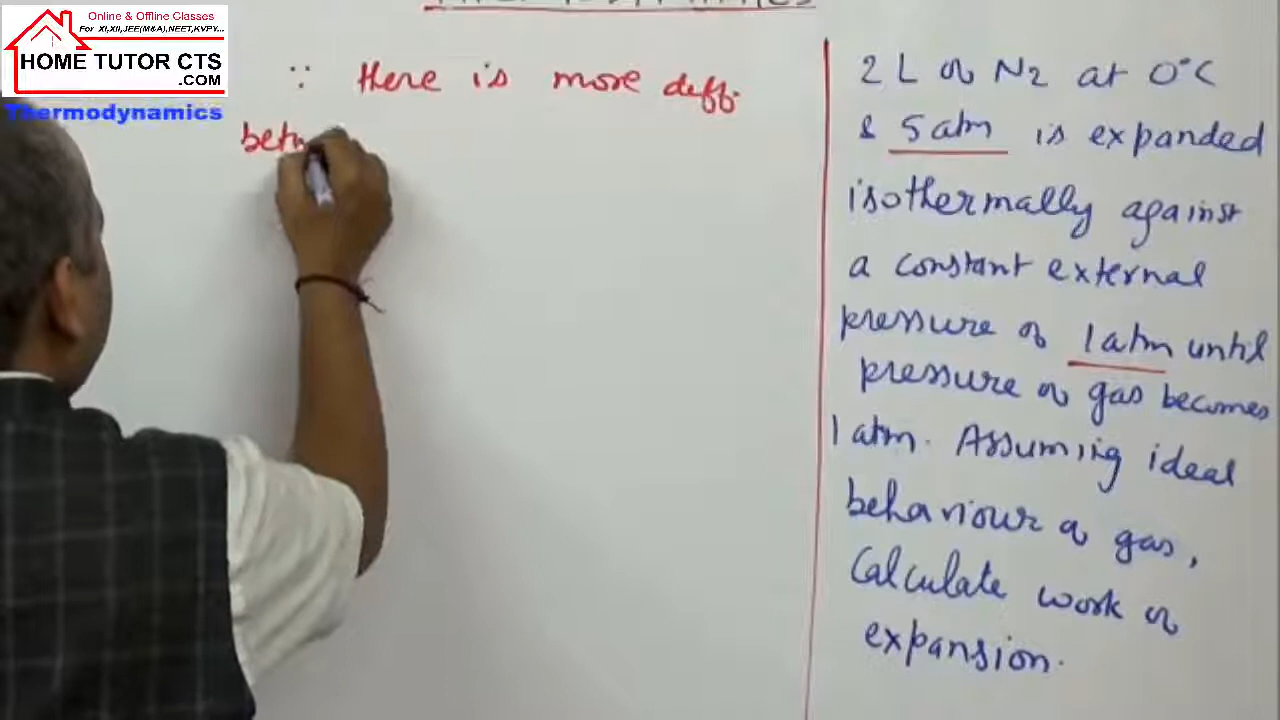 Online & Offline Classes
For XI,XII,JEE(M&A),NEET,KVPY...
HOME TUTOR CTS
.COM
Thermodynamics
∵ there is more diff.
betw
2 L of N2 at 0°C
& 5 atm is expanded
isothermally against
a constant external
pressure of 1 atm until
pressure of gas becomes
1 atm. Assuming ideal
behaviour of gas,
Calculate work of
expansion.